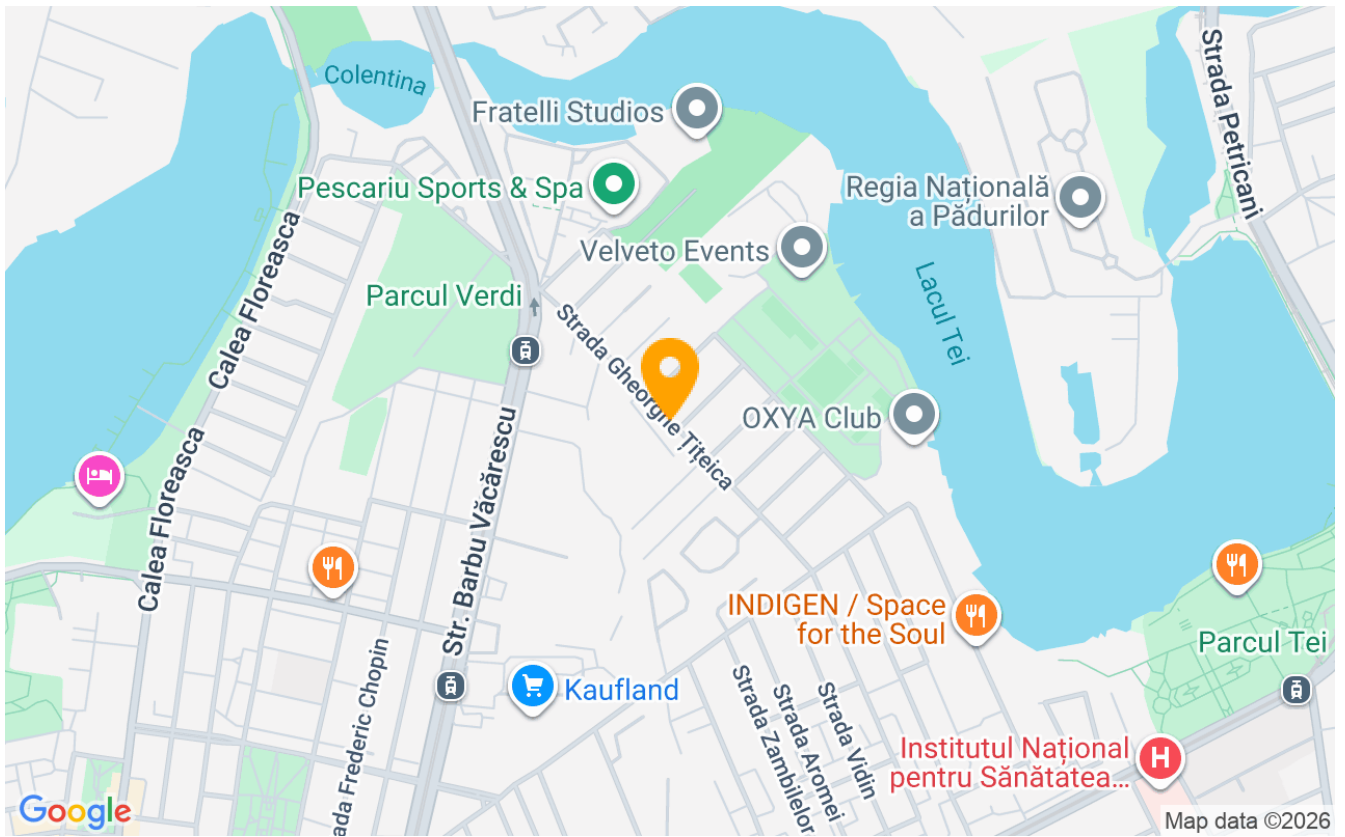 Colentina
Strada Petricani
Fratelli Studios
Pescariu Sports & Spa
Regia Națională
a Pădurilor
Calea Floreasca
Velveto Events
Lacul Tei
Parcul Verdi
Strada Gheorghe Țițeica
OXYA Club
Calea Floreasca
Str. Barbu Văcărescu
INDIGEN / Space
for the Soul
Parcul Tei
Kaufland
ada Frederic Chopin
Strada Zambilelor
Strada Aromei
Strada Vidin
Institutul Național
pentru Sănătatea...
H
Google
Map data ©2026